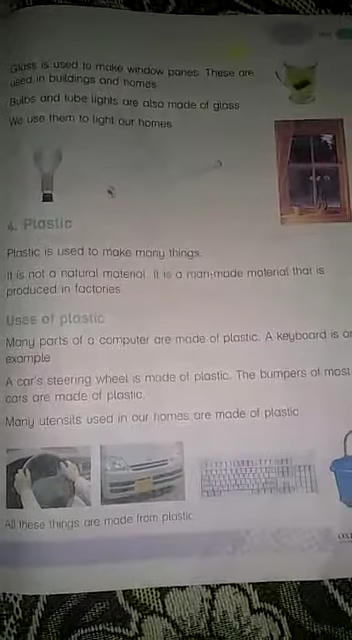 Glass is used to make window panes. These are
used in buildings and homes.
Bulbs and tube lights are also made of glass.
We use them to light our homes.
4. Plastic
Plastic is used to make many things.
It is not a natural material. It is a man-made material that is
produced in factories.
Uses of plastic
Many parts of a computer are made of plastic. A keyboard is
example.
A car's steering wheel is made of plastic. The bumpers of most
cars are made of plastic.
Many utensils used in our homes are made of plastic.
All these things are made from plastic.